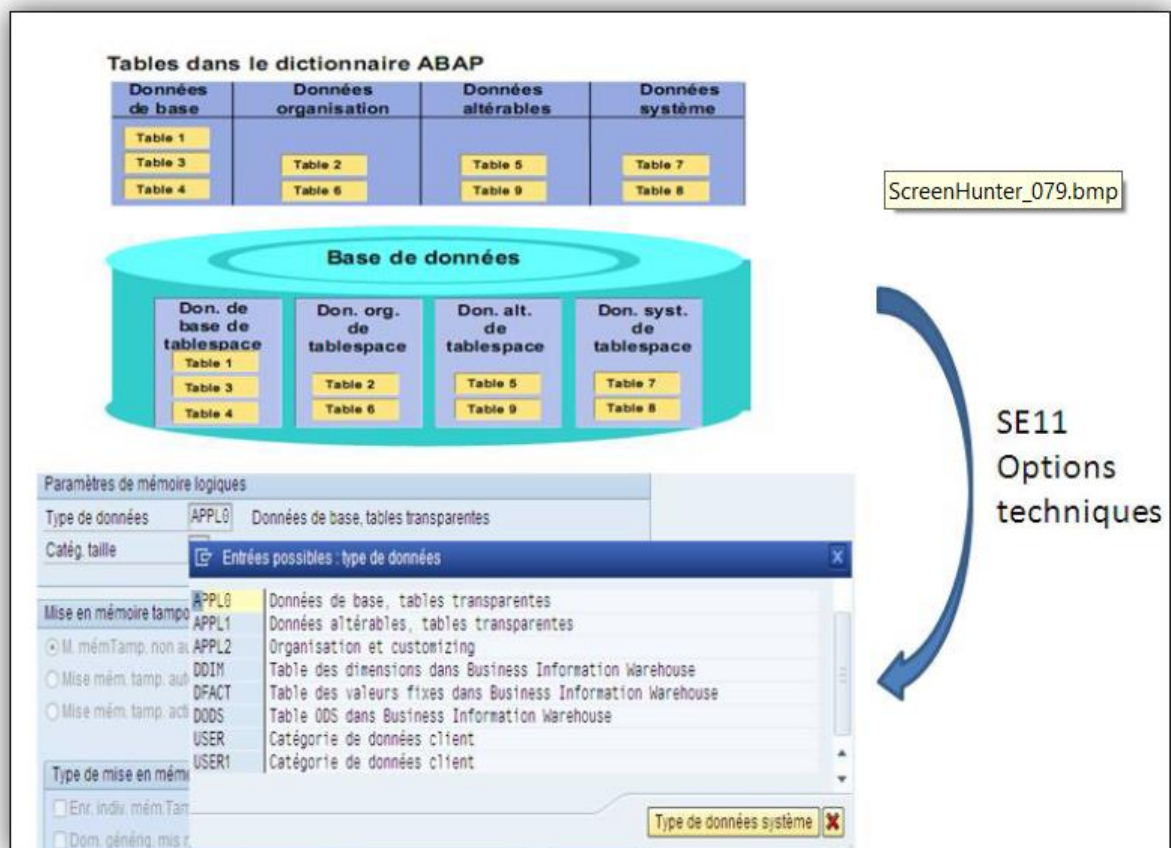 Tables dans le dictionnaire ABAP
Données de base
Données organisation
Données altérables
Données système
Table 1
Table 3
Table 4
Table 2
Table 6
Table 5
Table 9
Table 7
Table 8
ScreenHunter_079.bmp
Base de données
Don. de
base de
tablespace
Table 1
Table 3
Table 4
Don. org.
de
tablespace
Table 2
Table 6
Don. alt.
de
tablespace
Table 5
Table 9
Don. syst.
de
tablespace
Table 7
Table 8
SE11
Options
techniques
Paramètres de mémoire logiques
Type de données APPL0 Données de base, tables transparentes
Catég. taille
Entrées possibles : type de données
APPL0 Données de base, tables transparentes
APPL1 Données altérables, tables transparentes
APPL2 Organisation et customizing
DDIM Table des dimensions dans Business Information Warehouse
DFACT Table des valeurs fixes dans Business Information Warehouse
DODS Table ODS dans Business Information Warehouse
USER Catégorie de données client
USER1 Catégorie de données client
Mise en mémoire tampo
M. mémTamp. non au
Mise mém. tamp. aut
Mise mém. tamp. acti
Type de mise en mém
Enr. indiv. mém.Tam
Dom. génériq. mis r
Type de données système